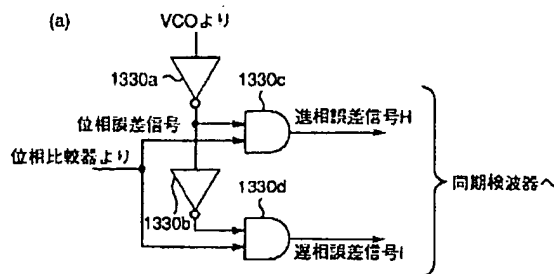 (a)
VCOより
1330a
1330c
位相誤差信号
進相誤差信号H
位相比較器より
同期検波器へ
1330b
1330d
遅相誤差信号I